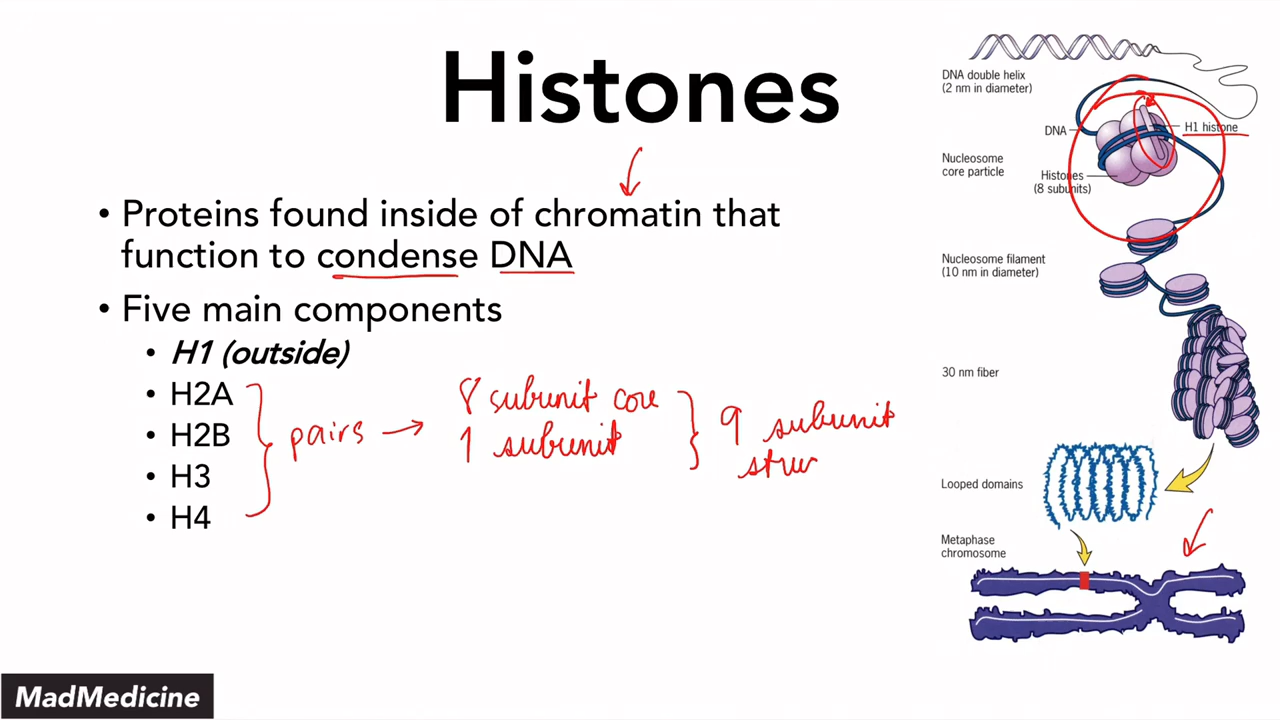 Histones
• Proteins found inside of chromatin that
function to condense DNA
• Five main components
• H1 (outside)
• H2A
• H2B
• H3
• H4
pairs → 8 subunit core
1 subunit
9 subunit
struc
DNA double helix
(2 nm in diameter)
DNA
H1 histone
Nucleosome
core particle
Histones
(8 subunits)
Nucleosome filament
(10 nm in diameter)
30 nm fiber
Looped domains
Metaphase
chromosome
MadMedicine